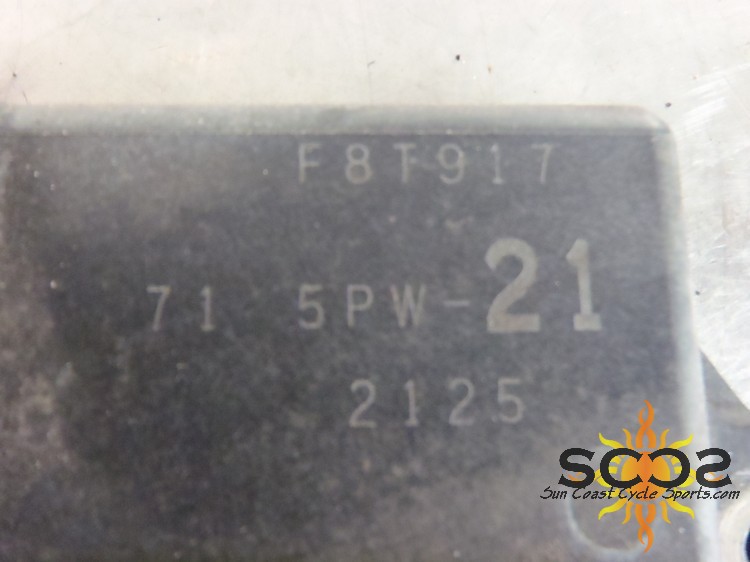 F8T917
71 5PW-21
2125
SCCS
Sun Coast Cycle Sports.com